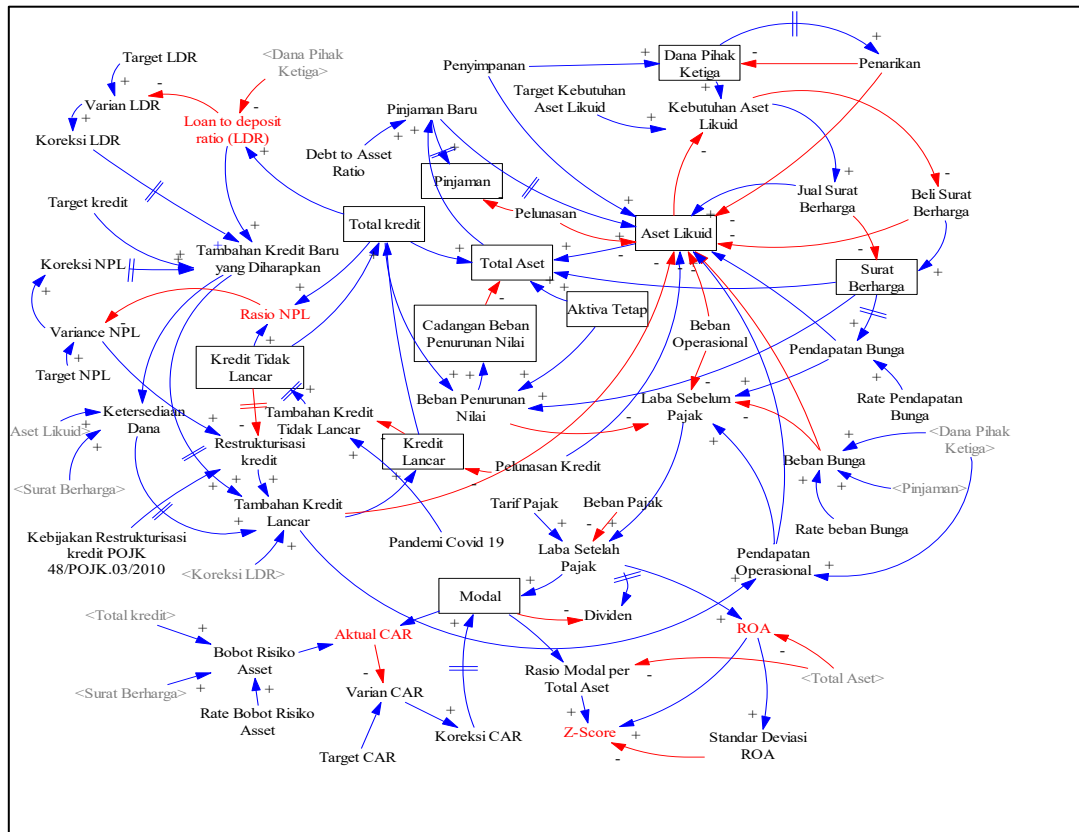 Target LDR
<Dana Pihak
Ketiga>
Varian LDR
Koreksi LDR
Loan to deposit
ratio (LDR)
Target kredit
Koreksi NPL
Tambahan Kredit Baru
yang Diharapkan
Variance NPL
Rasio NPL
Target NPL
Kredit Tidak
Lancar
Total kredit
Ketersediaan
Dana
Aset Likuid>
<Surat Berharga>
Restrukturisasi
kredit
Tambahan Kredit
Tidak Lancar
Tambahan Kredit
Lancar
Kebijakan Restrukturisasi
kredit POJK
48/POJK.03/2010
<Koreksi LDR>
Pandemi Covid 19
Kredit
Lancar
Pelunasan Kredit
Penyimpanan
Dana Pihak
Ketiga
Penarikan
Target Kebutuhan
Aset Likuid
Kebutuhan Aset
Likuid
Pinjaman Baru
Debt to Asset
Ratio
Pinjaman
Pelunasan
Jual Surat
Berharga
Beli Surat
Berharga
Aset Likuid
Total Aset
Surat
Berharga
Cadangan Beban
Penurunan Nilai
Aktiva Tetap
Beban
Operasional
Pendapatan Bunga
Beban Penurunan
Nilai
Laba Sebelum
Pajak
Rate Pendapatan
Bunga
<Dana Pihak
Ketiga>
Beban Bunga
<Pinjaman>
Rate beban Bunga
Tarif Pajak
Beban Pajak
Laba Setelah
Pajak
Pendapatan
Operasional
Modal
Dividen
<Total kredit>
Bobot Risiko
Asset
<Surat Berharga>
Rate Bobot Risiko
Asset
Aktual CAR
Varian CAR
Target CAR
Koreksi CAR
Rasio Modal per
Total Aset
ROA
<Total Aset>
Z-Score
Standar Deviasi
ROA